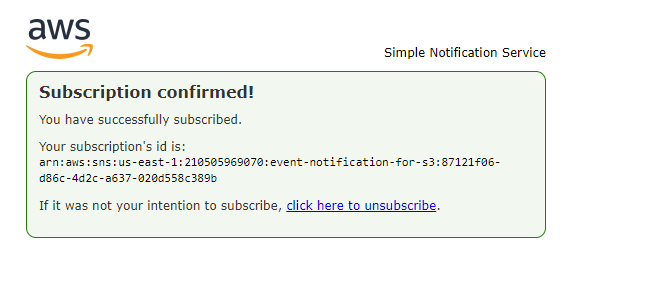 aws
Simple Notification Service
Subscription confirmed!
You have successfully subscribed.
Your subscription's id is:
arn:aws:sns:us-east-1:210505969070:event-notification-for-s3:87121f06-
d86c-4d2c-a637-020d558c389b
If it was not your intention to subscribe, click here to unsubscribe.